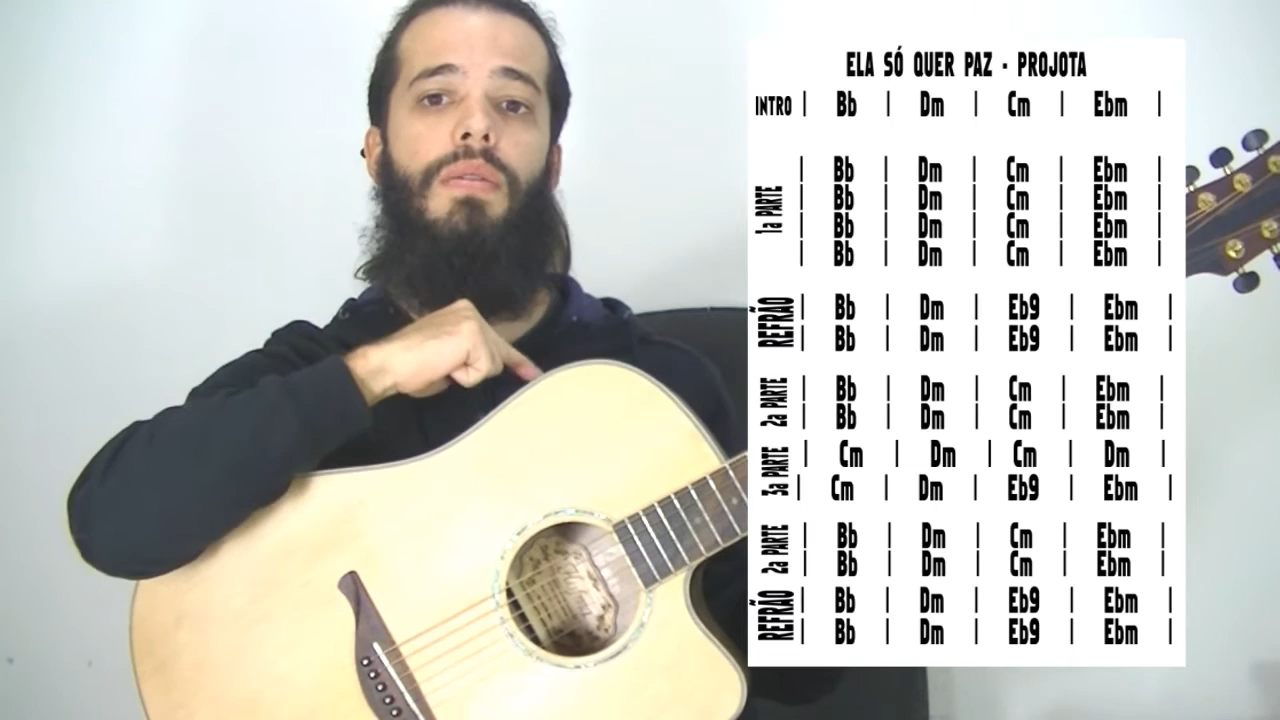 ELA SÓ QUER PAZ - PROJOTA
INTRO | Bb | Dm | Cm | Ebm |
1a PARTE
| Bb | Dm | Cm | Ebm |
| Bb | Dm | Cm | Ebm |
| Bb | Dm | Cm | Ebm |
| Bb | Dm | Cm | Ebm |
REFRÃO
| Bb | Dm | Eb9 | Ebm |
| Bb | Dm | Eb9 | Ebm |
2a PARTE
| Bb | Dm | Cm | Ebm |
| Bb | Dm | Cm | Ebm |
3a PARTE
| Cm | Dm | Cm | Dm |
| Cm | Dm | Eb9 | Ebm |
2a PARTE
| Bb | Dm | Cm | Ebm |
| Bb | Dm | Cm | Ebm |
REFRÃO
| Bb | Dm | Eb9 | Ebm |
| Bb | Dm | Eb9 | Ebm |